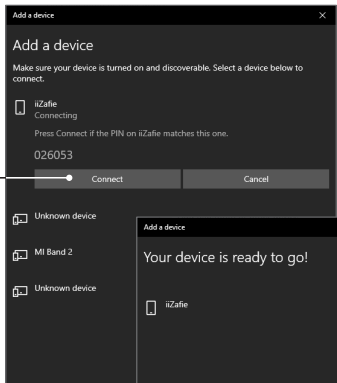 Add a device
Add a device
Make sure your device is turned on and discoverable. Select a device below to
connect.
iiZafie
Connecting
Press Connect if the PIN on iiZafie matches this one.
026053
Connect
Cancel
Unknown device
MI Band 2
Unknown device
Add a device
Your device is ready to go!
iiZafie